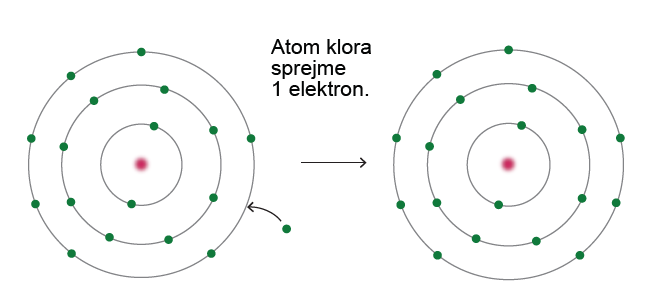 Atom klora
sprejme
1 elektron.